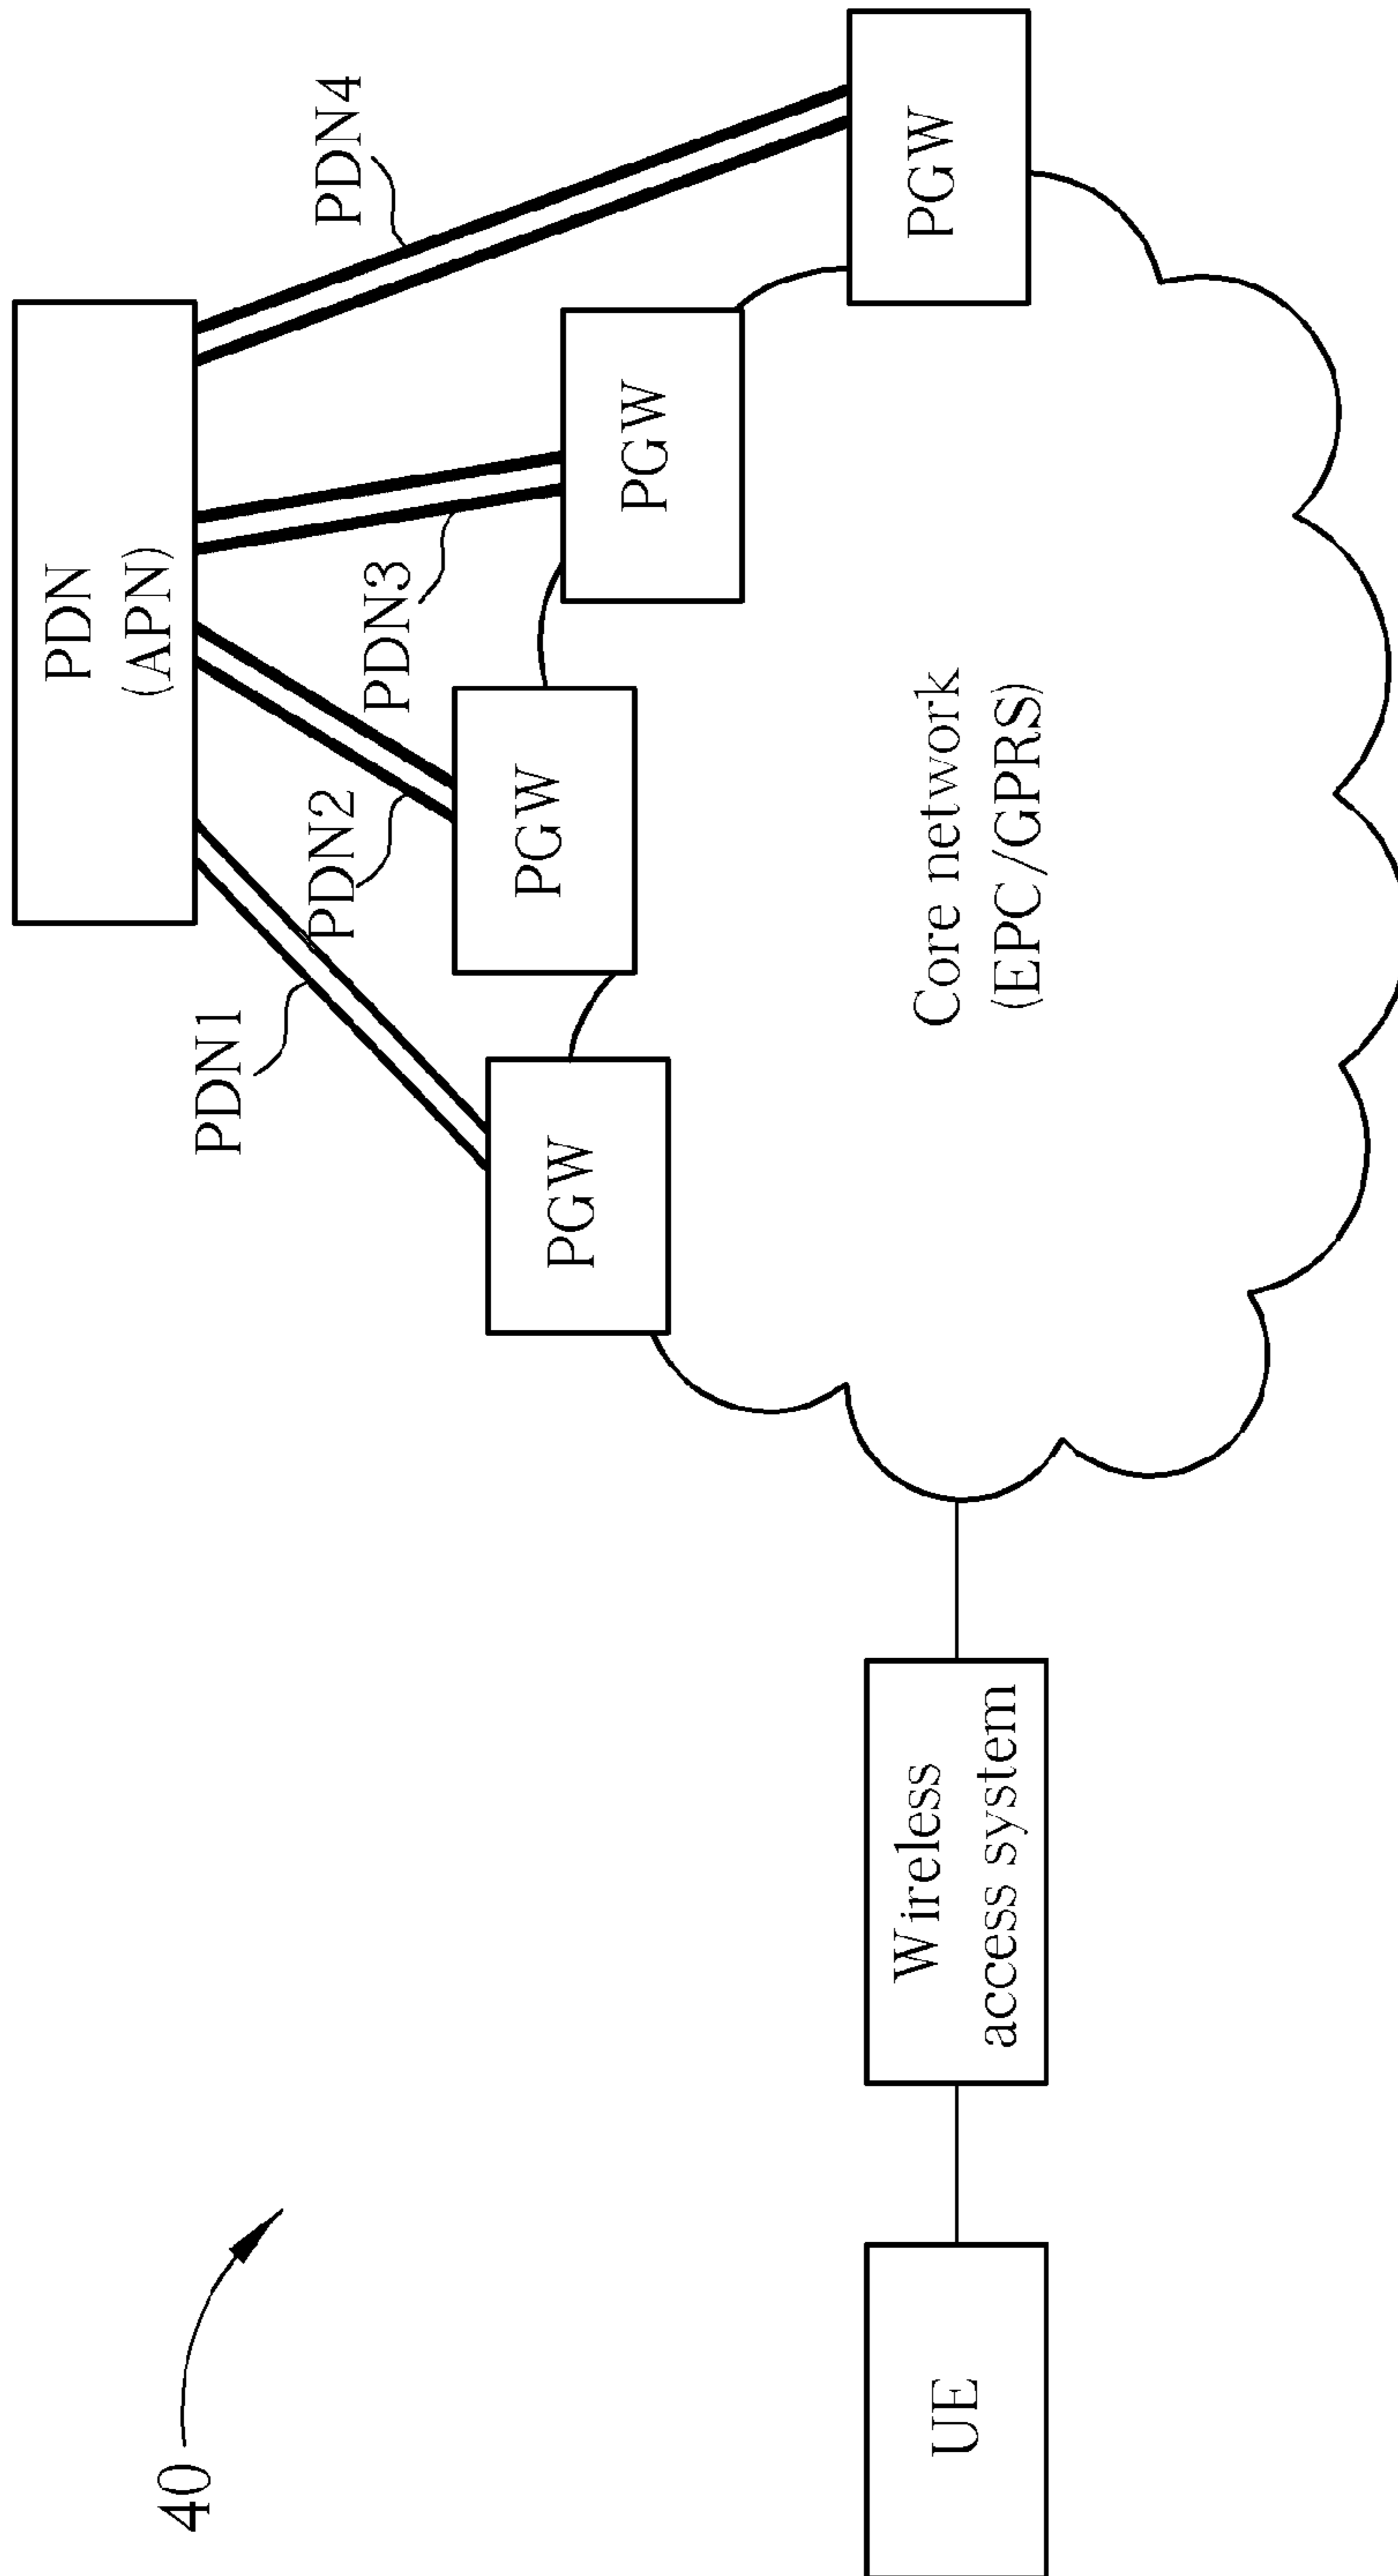 40
PDN
(APN)
PDN1
PDN2
PDN3
PDN4
PGW
PGW
PGW
PGW
Core network
(EPC/GPRS)
Wireless
access system
UE